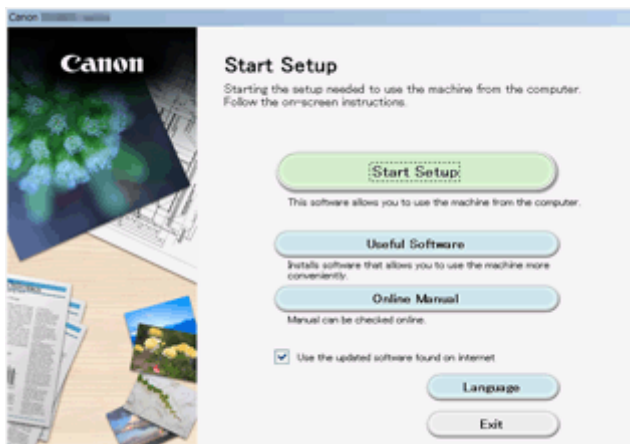 Canon
Canon
Start Setup
Starting the setup needed to use the machine from the computer.
Follow the on-screen instructions.
Start Setup
This software allows you to use the machine from the computer.
Useful Software
Installs software that allows you to use the machine more
conveniently.
Online Manual
Manual can be checked online.
Use the updated software found on internet
Language
Exit